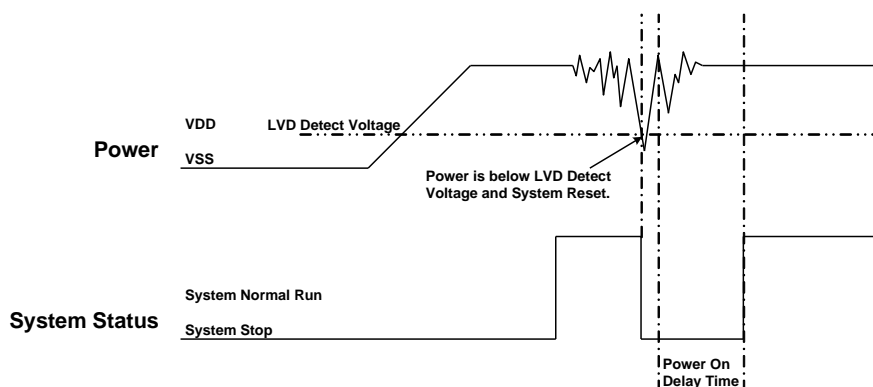 VDD
LVD Detect Voltage
Power
VSS
Power is below LVD Detect
Voltage and System Reset.
System Normal Run
System Status
System Stop
Power On
Delay Time